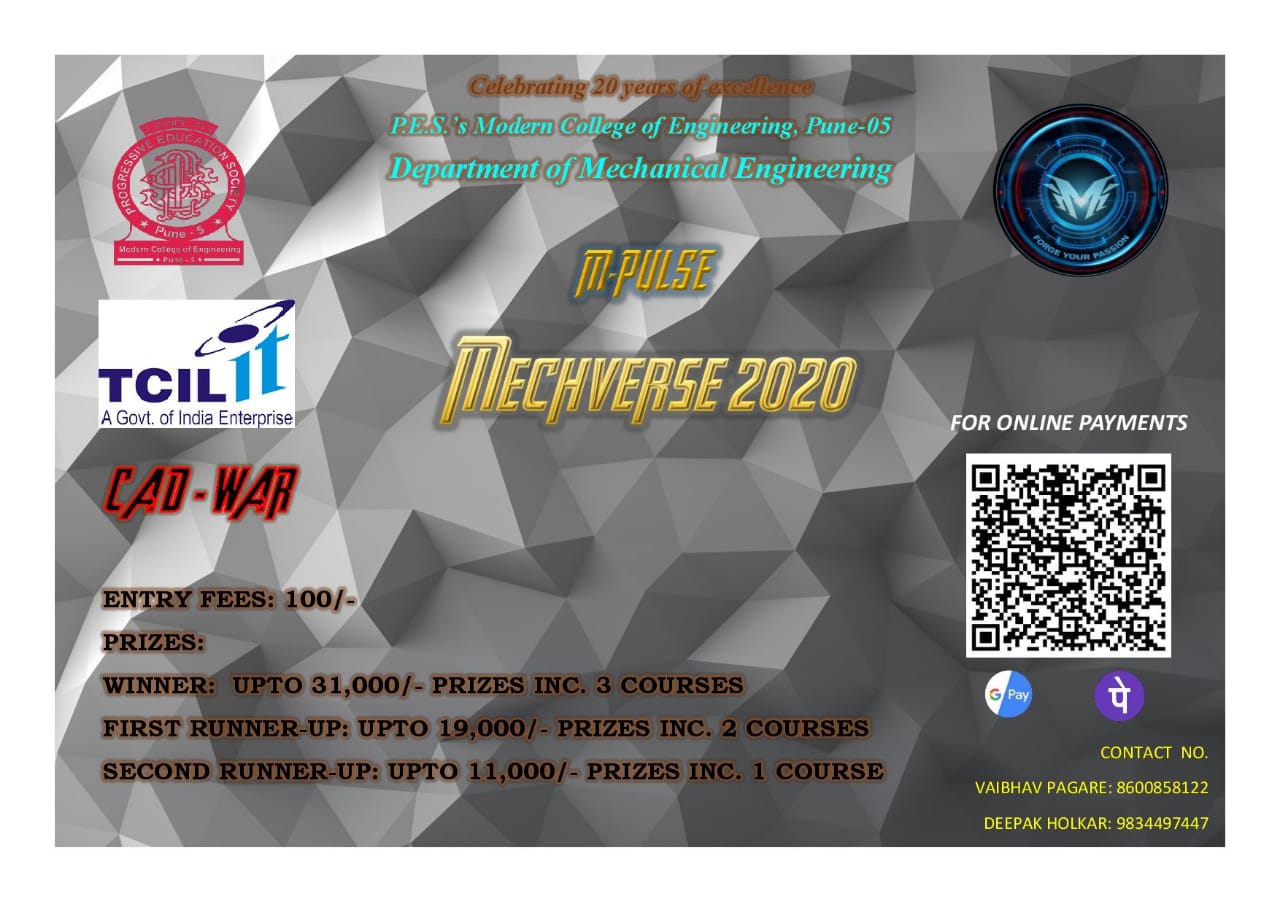 Celebrating 20 years of excellence
P.E.S.'s Modern College of Engineering, Pune-05
Department of Mechanical Engineering
PROGRESSIVE EDUCATION SOCIETY
Pune - 5
Modern College of Engineering
★ Pune - 5 ★
FORGE YOUR PASSION
M-PULSE
MECHVERSE 2020
TCIL it
A Govt. of India Enterprise
CAD - WAR
FOR ONLINE PAYMENTS
ENTRY FEES: 100/-
PRIZES:
WINNER: UPTO 31,000/- PRIZES INC. 3 COURSES
FIRST RUNNER-UP: UPTO 19,000/- PRIZES INC. 2 COURSES
SECOND RUNNER-UP: UPTO 11,000/- PRIZES INC. 1 COURSE
G Pay
पे
CONTACT NO.
VAIBHAV PAGARE: 8600858122
DEEPAK HOLKAR: 9834497447